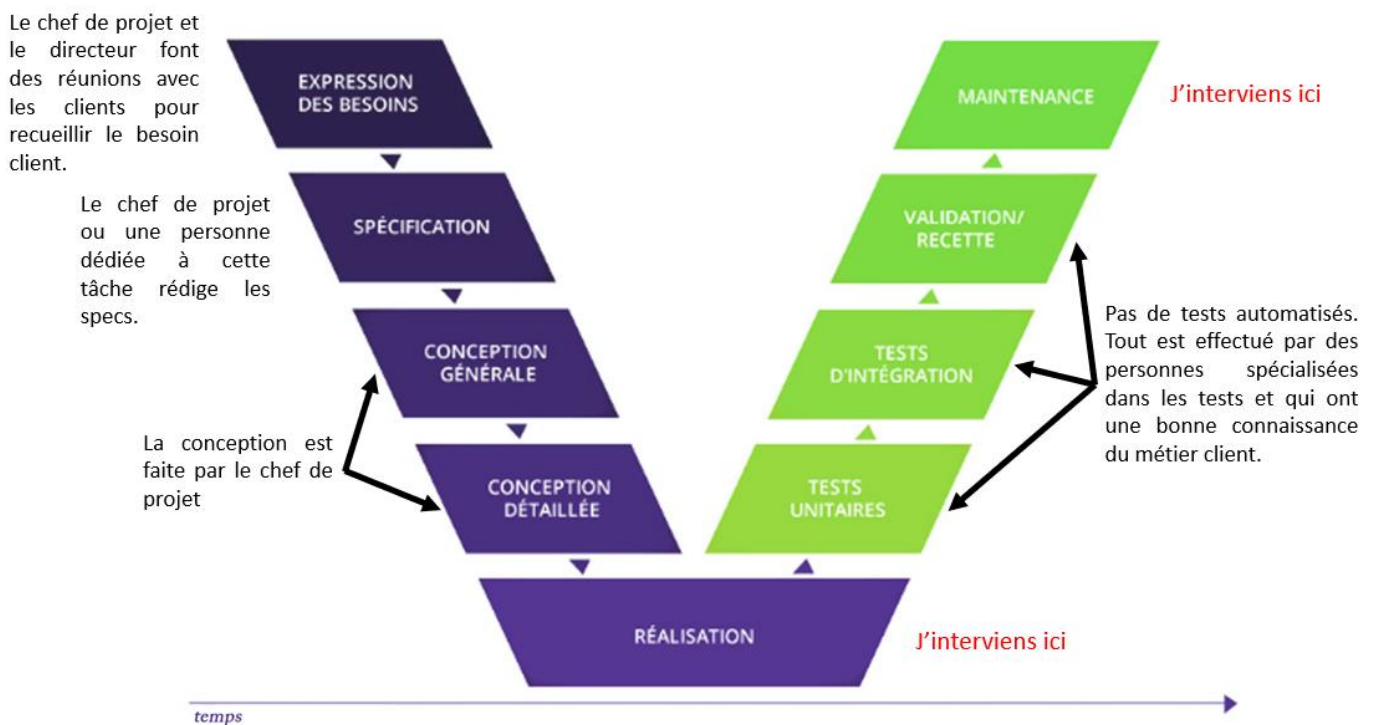 Le chef de projet et
le directeur font
des réunions avec
les clients pour
recueillir le besoin
client.
EXPRESSION
DES BESOINS
Le chef de projet
ou une personne
dédiée à cette
tâche rédige les
specs.
SPÉCIFICATION
CONCEPTION
GÉNÉRALE
La conception est
faite par le chef de
projet
CONCEPTION
DÉTAILLÉE
RÉALISATION
J’interviens ici
TESTS
UNITAIRES
TESTS
D'INTÉGRATION
VALIDATION/
RECETTE
Pas de tests automatisés.
Tout est effectué par des
personnes spécialisées
dans les tests et qui ont
une bonne connaissance
du métier client.
MAINTENANCE
J’interviens ici
temps